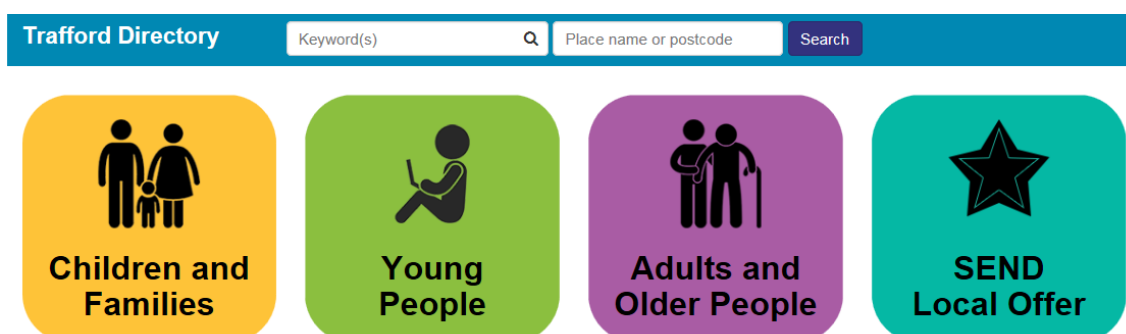 Trafford Directory
Keyword(s)
Place name or postcode
Search
Children and
Families
Young
People
Adults and
Older People
SEND
Local Offer